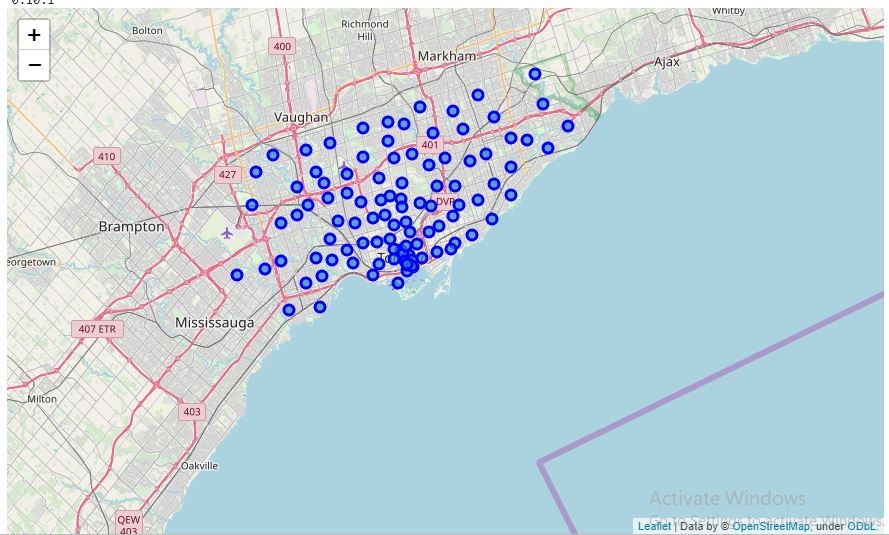 0.10.1
Whitby
Bolton
Richmond
Hill
+
400
Markham
Ajax
−
Vaughan
401
410
427
DVP
Brampton
To
eorgetown
Mississauga
407 ETR
Milton
403
Oakville
Activate Windows
Go to Settings to activate Windows.
QEW
403
Leaflet | Data by © OpenStreetMap, under ODbL.